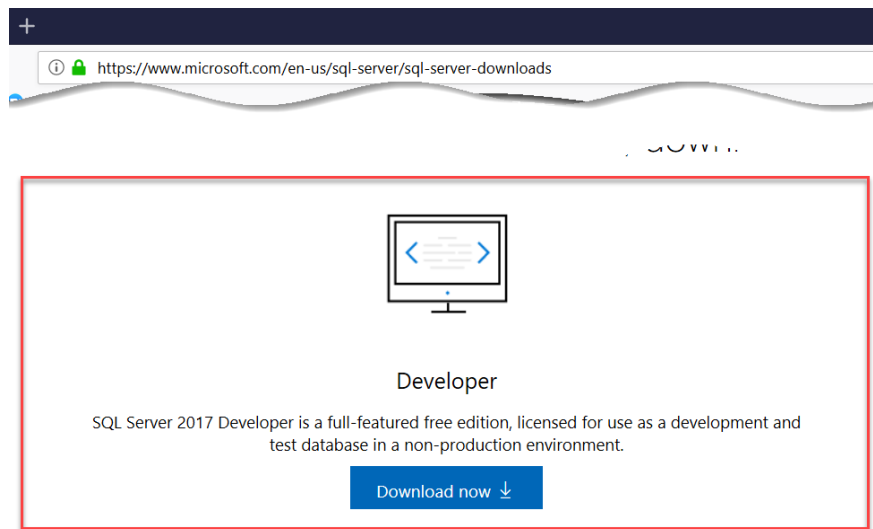 https://www.microsoft.com/en-us/sql-server/sql-server-downloads
Developer
SQL Server 2017 Developer is a full-featured free edition, licensed for use as a development and
test database in a non-production environment.
Download now